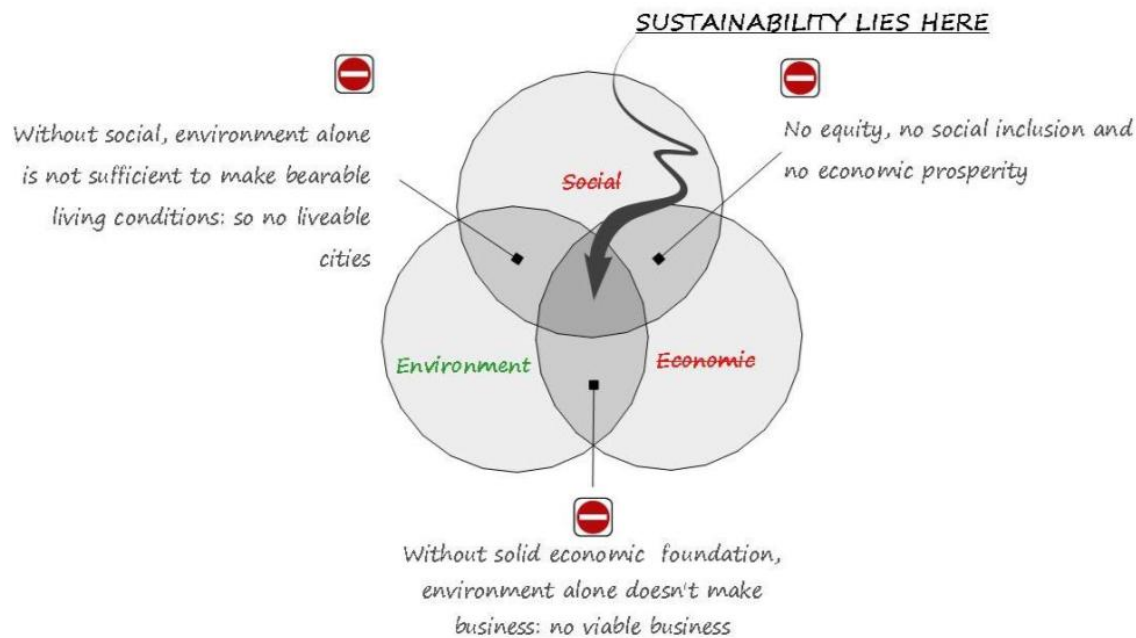 SUSTAINABILITY LIES HERE
Without social, environment alone
is not sufficient to make bearable
living conditions: so no liveable
cities
No equity, no social inclusion and
no economic prosperity
Social
Environment
Economic
Without solid economic foundation,
environment alone doesn't make
business: no viable business